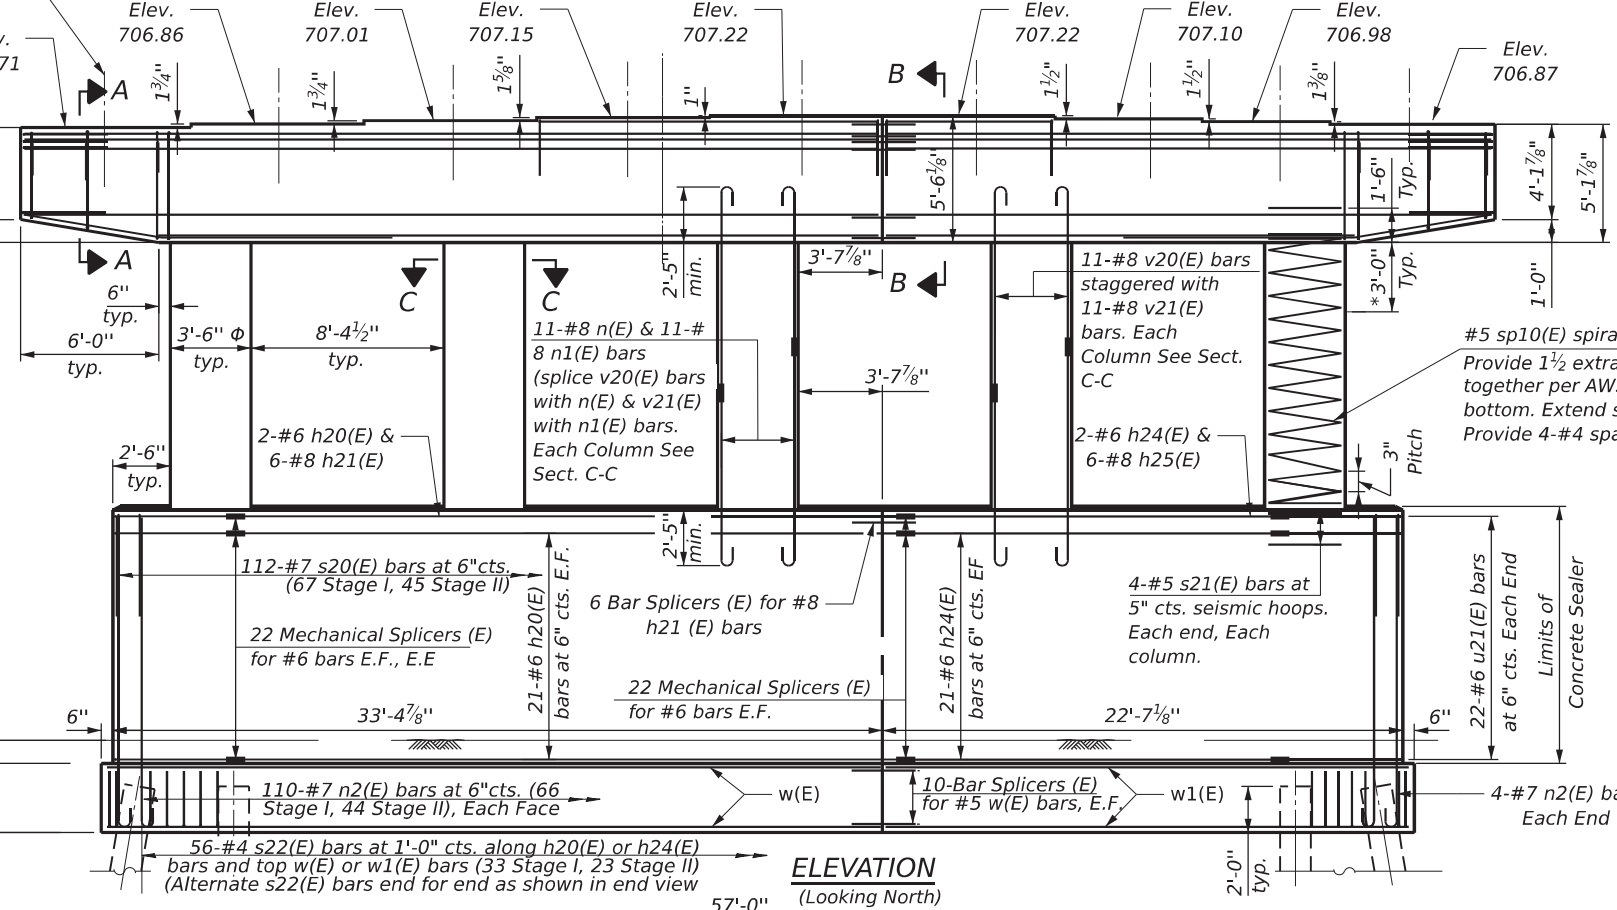 Elev.
706.86
Elev.
707.01
Elev.
707.15
Elev.
707.22
Elev.
707.22
Elev.
707.10
Elev.
706.98
Elev.
706.87
71
A
1¾"
1¾"
1⅝"
1"
B
1½"
1½"
1⅜"
5'-6⅛"
1'-6"
Typ.
4'-1⅞"
5'-1⅞"
A
6"
typ.
6'-0"
typ.
3'-6" Φ
typ.
8'-4½"
typ.
C
C
2'-5"
min.
3'-7⅞"
B
*3'-0"
Typ.
1'-0"
11-#8 n(E) & 11-#
8 n1(E) bars
(splice v20(E) bars
with n(E) & v21(E)
with n1(E) bars.
Each Column See
Sect. C-C
3'-7⅞"
11-#8 v20(E) bars
staggered with
11-#8 v21(E)
bars. Each
Column See Sect.
C-C
#5 sp10(E) spira
Provide 1½ extra
together per AW
bottom. Extend s
Provide 4-#4 spa
2'-6"
typ.
2-#6 h20(E) &
6-#8 h21(E)
2-#6 h24(E) &
6-#8 h25(E)
3"
Pitch
2'-5"
min.
112-#7 s20(E) bars at 6"cts.
(67 Stage I, 45 Stage II)
22 Mechanical Splicers (E)
for #6 bars E.F., E.E
21-#6 h20(E)
bars at 6" cts. E.F.
6 Bar Splicers (E) for #8
h21 (E) bars
22 Mechanical Splicers (E)
for #6 bars E.F.
21-#6 h24(E)
bars at 6" cts. EF
4-#5 s21(E) bars at
5" cts. seismic hoops.
Each end, Each
column.
22-#6 u21(E) bars
at 6" cts. Each End
Limits of
Concrete Sealer
6"
33'-4⅞"
22'-7⅛"
6"
110-#7 n2(E) bars at 6"cts. (66
Stage I, 44 Stage II), Each Face
w(E)
10-Bar Splicers (E)
for #5 w(E) bars, E.F.
w1(E)
4-#7 n2(E) ba
Each End
56-#4 s22(E) bars at 1'-0" cts. along h20(E) or h24(E)
bars and top w(E) or w1(E) bars (33 Stage I, 23 Stage II)
(Alternate s22(E) bars end for end as shown in end view
2'-0"
typ.
ELEVATION
(Looking North)
57'-0"